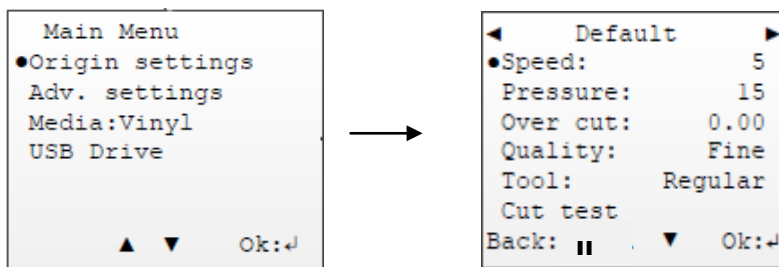 Main Menu
●Origin settings
Adv. settings
Media:Vinyl
USB Drive
▲ ▼ Ok:↵
◄ Default ►
●Speed: 5
Pressure: 15
Over cut: 0.00
Quality: Fine
Tool: Regular
Cut test
Back: ⏸ ▼ Ok:↵